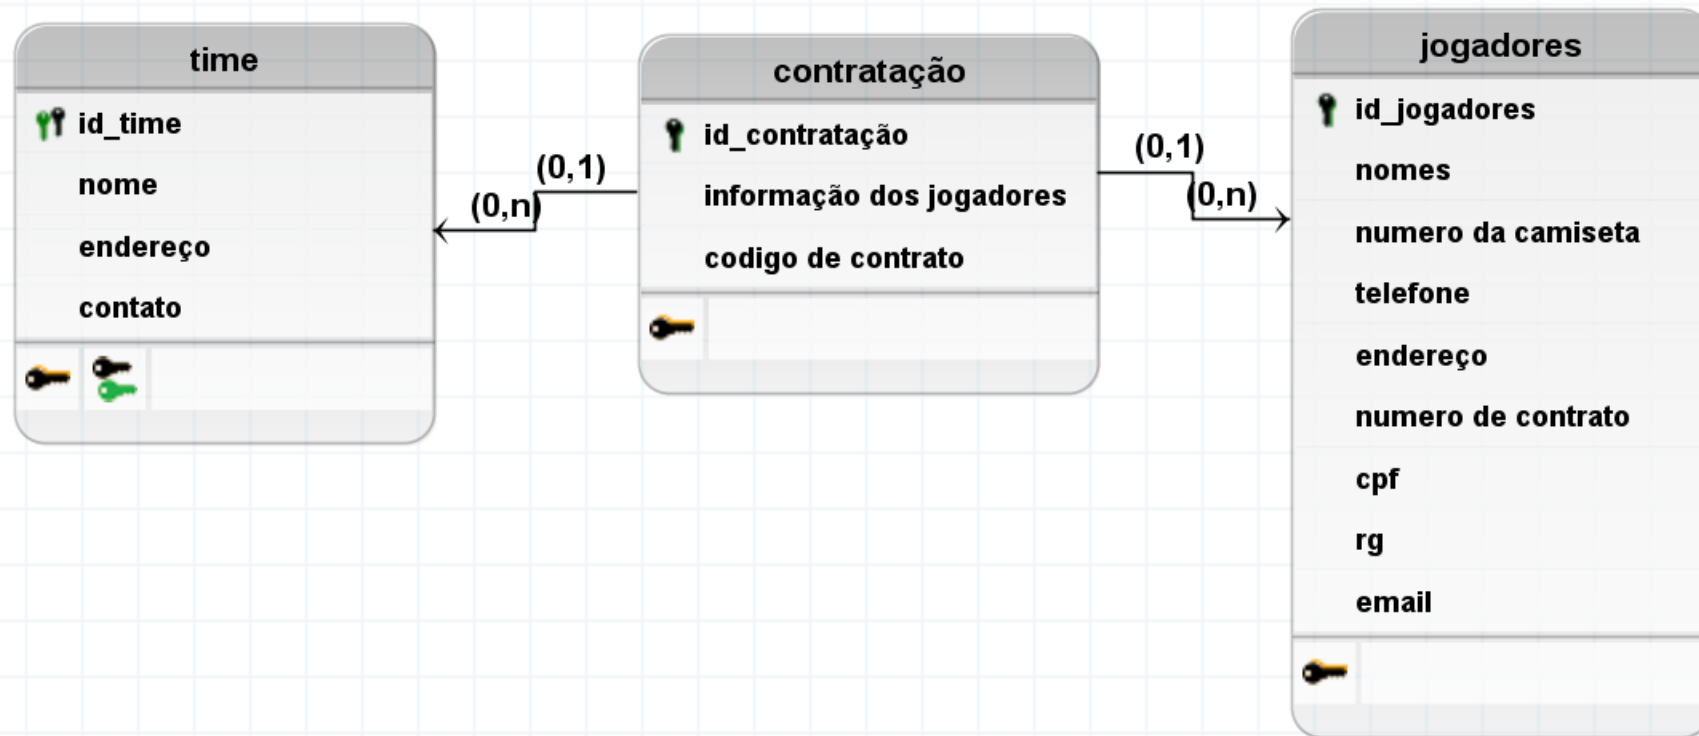 time
id_time
nome
endereço
contato
(0,1)
(0,n)
contratação
id_contratação
informação dos jogadores
codigo de contrato
(0,1)
(0,n)
jogadores
id_jogadores
nomes
numero da camiseta
telefone
endereço
numero de contrato
cpf
rg
email